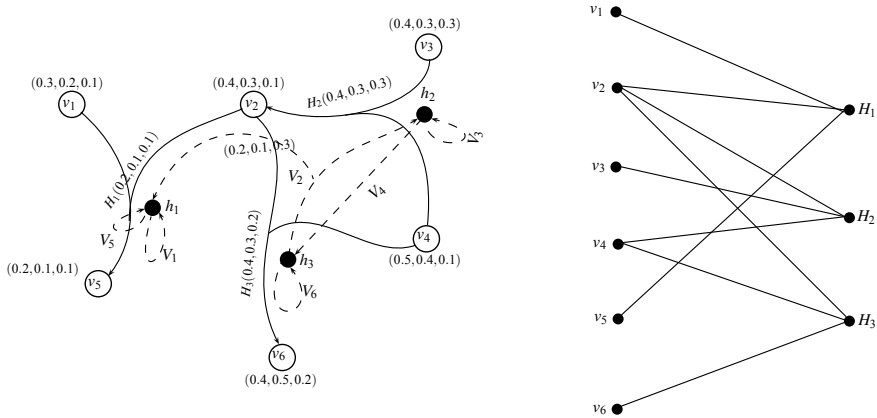 (0.4,0.3,0.3)
v3
(0.3,0.2,0.1)
v1
(0.4,0.3,0.1)
v2
H2(0.4,0.3,0.3)
h2
V3
H1(0.2,0.1,0.1)
(0.2,0.1,0.3)
V2
V4
h1
V5
V1
(0.2,0.1,0.1)
v5
H3(0.4,0.3,0.2)
v4
(0.5,0.4,0.1)
h3
V6
v6
(0.4,0.5,0.2)
v1
v2
v3
v4
v5
v6
H1
H2
H3